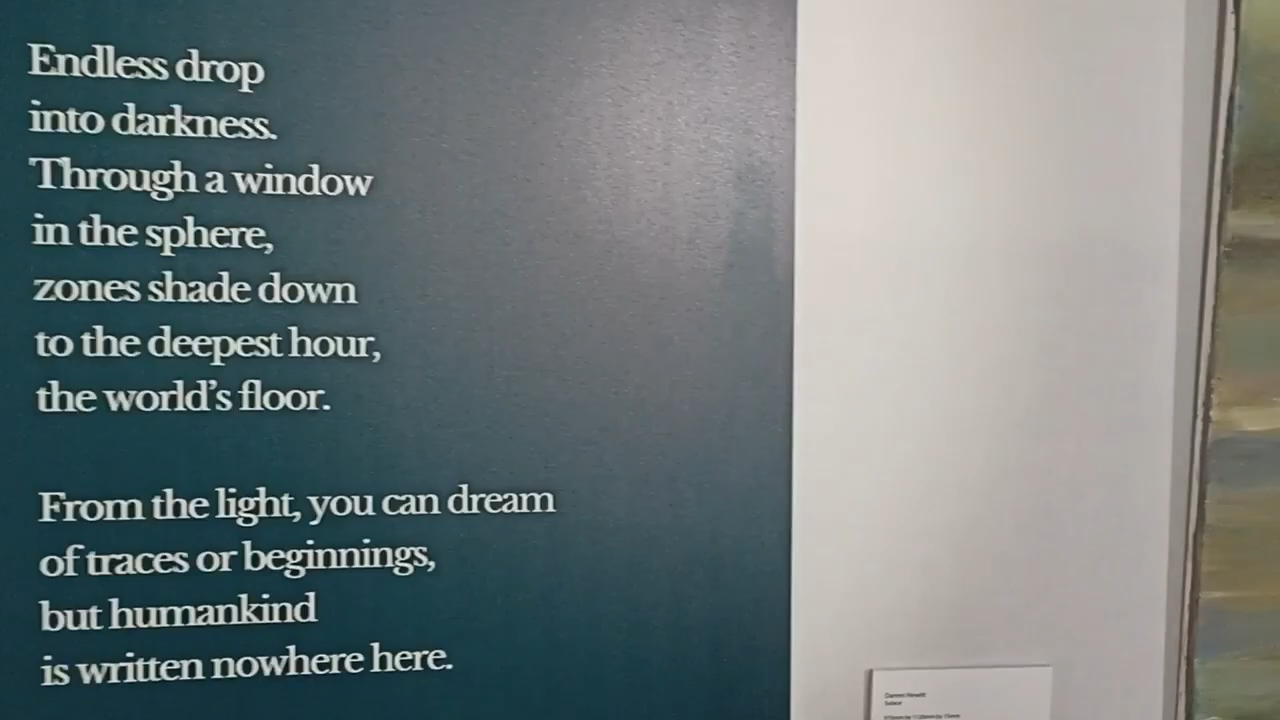 Endless drop
into darkness.
Through a window
in the sphere,
zones shade down
to the deepest hour,
the world's floor.
From the light, you can dream
of traces or beginnings,
but humankind
is written nowhere here.